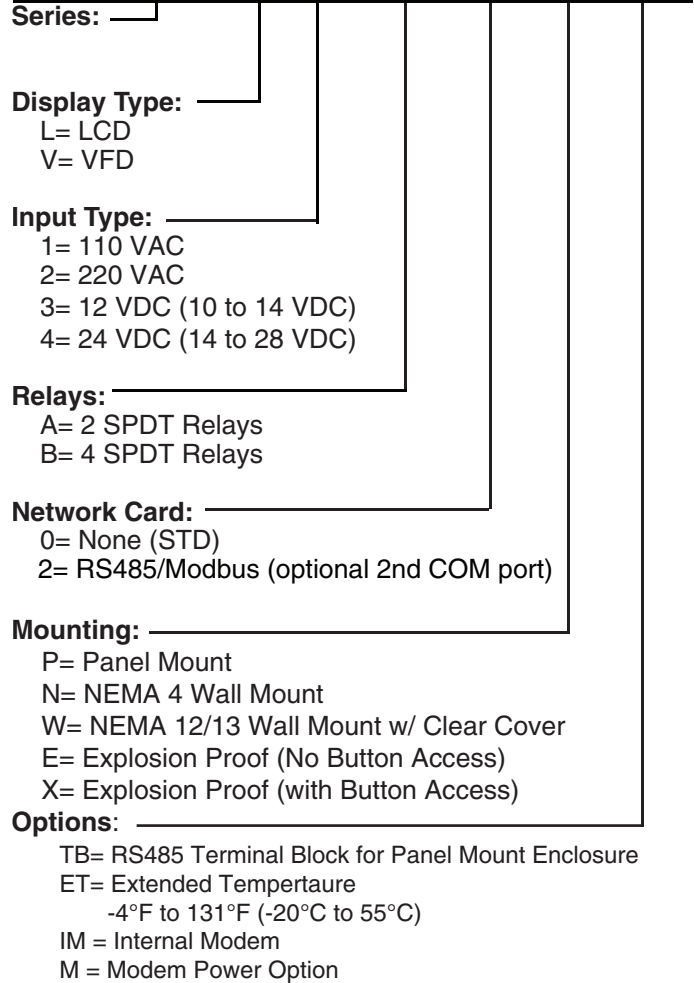 Series:
Display Type:
L= LCD
V= VFD
Input Type:
1= 110 VAC
2= 220 VAC
3= 12 VDC (10 to 14 VDC)
4= 24 VDC (14 to 28 VDC)
Relays:
A= 2 SPDT Relays
B= 4 SPDT Relays
Network Card:
0= None (STD)
2= RS485/Modbus (optional 2nd COM port)
Mounting:
P= Panel Mount
N= NEMA 4 Wall Mount
W= NEMA 12/13 Wall Mount w/ Clear Cover
E= Explosion Proof (No Button Access)
X= Explosion Proof (with Button Access)
Options:
TB= RS485 Terminal Block for Panel Mount Enclosure
ET= Extended Tempertaure
-4°F to 131°F (-20°C to 55°C)
IM = Internal Modem
M = Modem Power Option